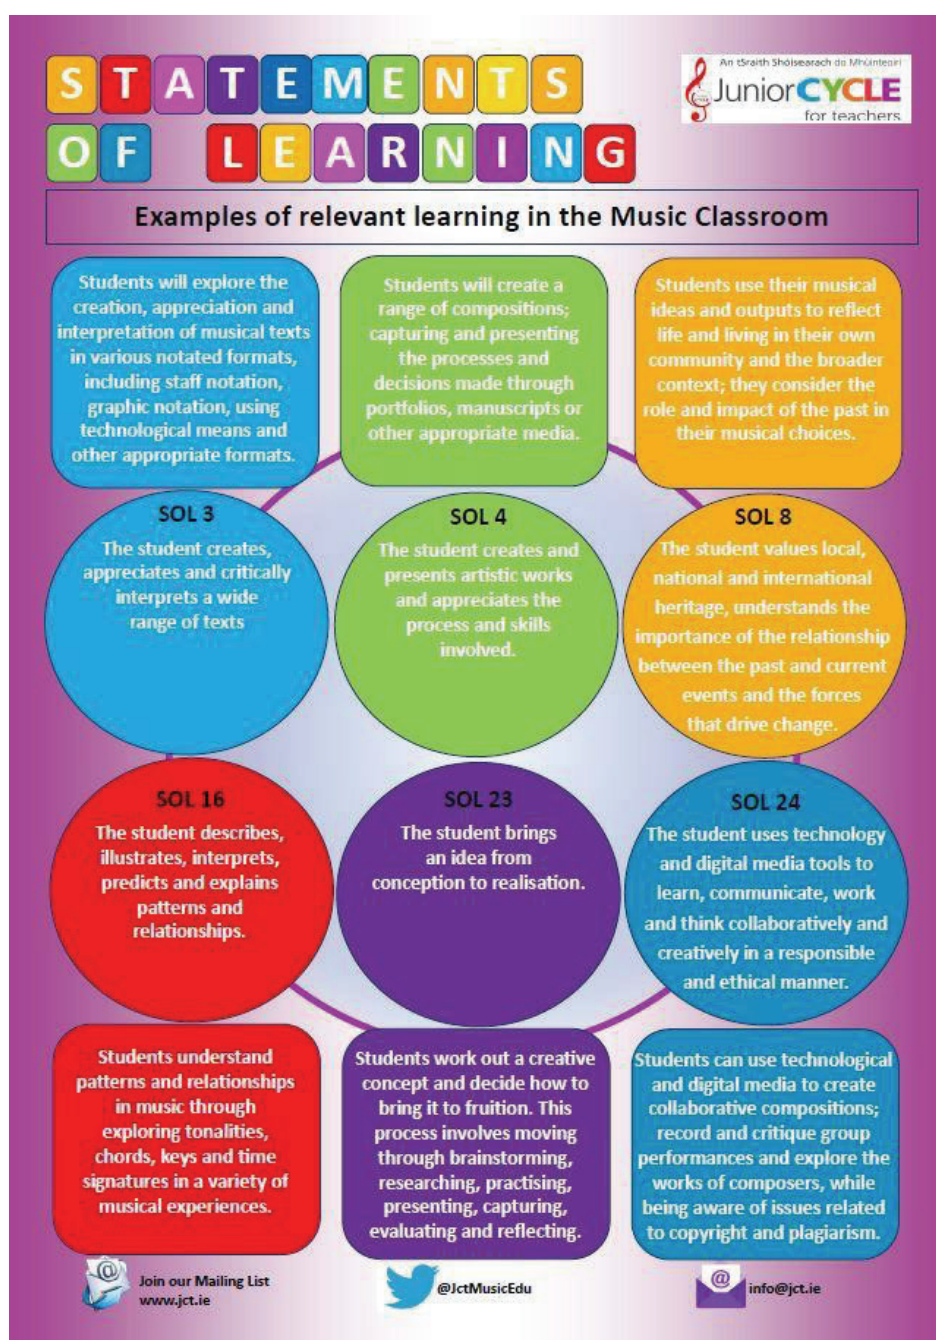 STATEMENTS
OF LEARNING
An tSraith Shóisearach do Mhúinteoirí
JuniorCYCLE
for teachers
Examples of relevant learning in the Music Classroom
Students will explore the
creation, appreciation and
interpretation of musical texts
in various notated formats,
including staff notation,
graphic notation, using
technological means and
other appropriate formats.
Students will create a
range of compositions;
capturing and presenting
the processes and
decisions made through
portfolios, manuscripts or
other appropriate media.
Students use their musical
ideas and outputs to reflect
life and living in their own
community and the broader
context; they consider the
role and impact of the past in
their musical choices.
SOL 3
The student creates,
appreciates and critically
interprets a wide
range of texts
SOL 4
The student creates and
presents artistic works
and appreciates the
process and skills
involved.
SOL 8
The student values local,
national and international
heritage, understands the
importance of the relationship
between the past and current
events and the forces
that drive change.
SOL 16
The student describes,
illustrates, interprets,
predicts and explains
patterns and
relationships.
SOL 23
The student brings
an idea from
conception to realisation.
SOL 24
The student uses technology
and digital media tools to
learn, communicate, work
and think collaboratively and
creatively in a responsible
and ethical manner.
Students understand
patterns and relationships
in music through
exploring tonalities,
chords, keys and time
signatures in a variety of
musical experiences.
Students work out a creative
concept and decide how to
bring it to fruition. This
process involves moving
through brainstorming,
researching, practising,
presenting, capturing,
evaluating and reflecting.
Students can use technological
and digital media to create
collaborative compositions;
record and critique group
performances and explore the
works of composers, while
being aware of issues related
to copyright and plagiarism.
Join our Mailing List
www.jct.ie
@JctMusicEdu
info@jct.ie